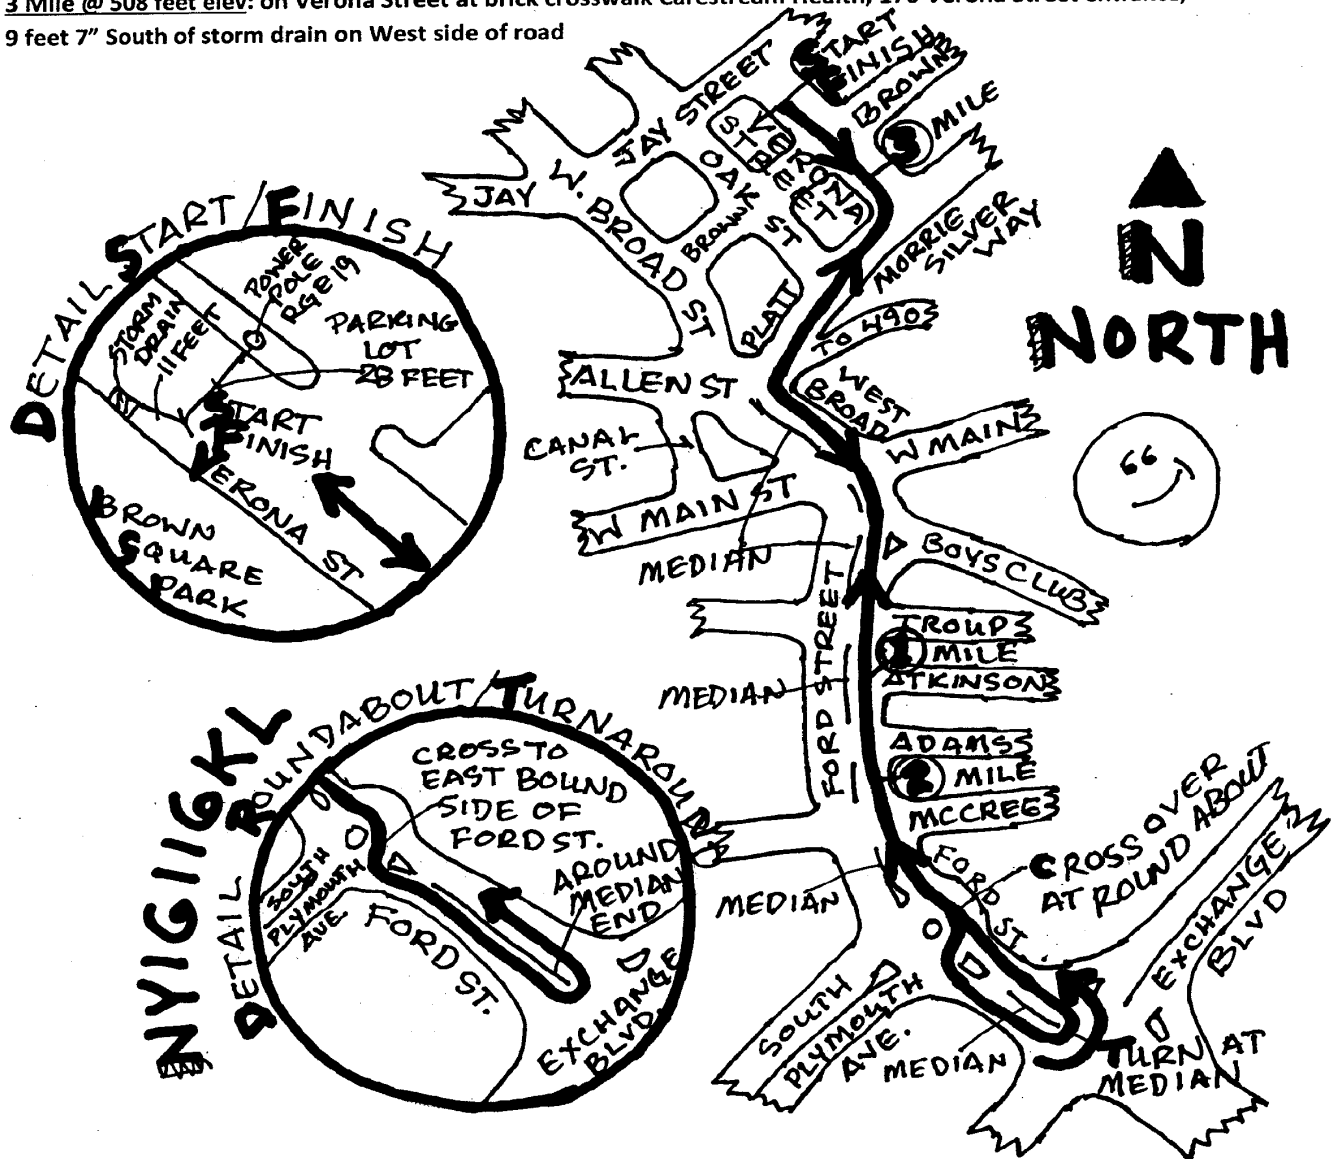 3 Mile @ 508 feet elev: on Verona Street at brick crosswalk Carestream Health, 170 Verona Street entrance,
9 feet 7” South of storm drain on West side of road
START
FINISH
BROWN
3 MILE
JAY STREET
VERONA
STREET
STREET
OAK
ST
BROWN
JAY
W. BROAD ST
PLATT
MORRIE
SILVER
WAY
TO 490
N
NORTH
ALLEN ST
WEST
BROAD
CANAL
ST.
W MAIN
W MAIN ST
MEDIAN
BOYS CLUB
FORD STREET
TROUP
1 MILE
ATKINSON
MEDIAN
ADAMS
2 MILE
MCCREE
MEDIAN
FORD
ST
CROSS OVER
AT ROUND ABOUT
EXCHANGE
BLVD
SOUTH
PLYMOUTH
AVE.
MEDIAN
TURN AT
MEDIAN
DETAIL START/FINISH
POWER
POLE
RGE 19
STORM
DRAIN
11 FEET
PARKING
LOT
28 FEET
START
FINISH
VERONA ST
BROWN
SQUARE
PARK
NYIGIIGKL
DETAIL ROUNDABOUT/TURNAROUND
CROSS TO
EAST BOUND
SIDE OF
FORD ST.
AROUND
MEDIAN
END
SOUTH
PLYMOUTH
AVE.
FORD ST.
EXCHANGE
BLVD.